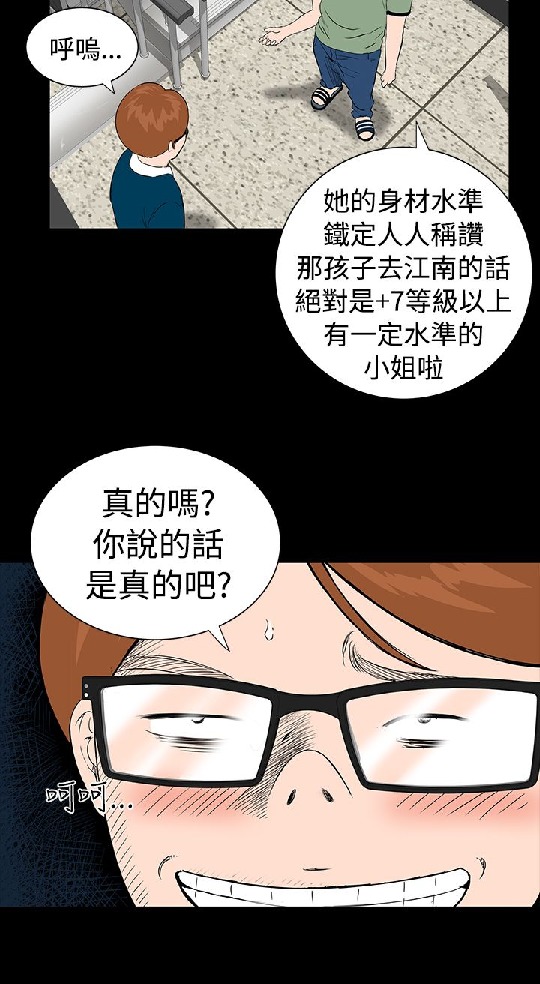 呼嗚...
她的身材水準
鐵定人人稱讚
那孩子去江南的話
絕對是+7等級以上
有一定水準的
小姐啦
真的嗎?
你說的話
是真的吧?
呵呵...